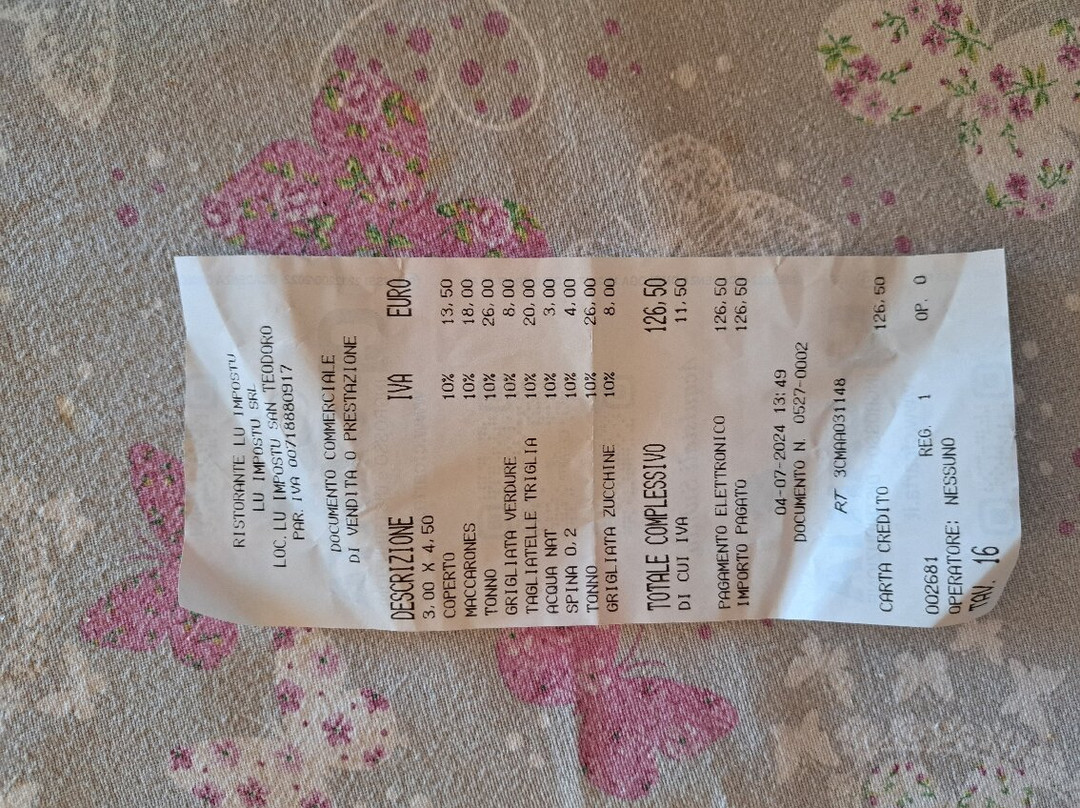 RISTORANTE LU IMPOSTU
LU IMPOSTU SRL
LOC.LU IMPOSTU SAN TEODORO
PAR. IVA 00718880917
DOCUMENTO COMMERCIALE
DI VENDITA O PRESTAZIONE
DESCRIZIONE IVA EURO
3,00 X 4,50
COPERTO 10% 13,50
MACCARONES 10% 18,00
TONNO 10% 26,00
GRIGLIATA VERDURE 10% 8,00
TAGLIATELLE TRIGLIA 10% 20,00
ACQUA NAT 10% 3,00
SPINA 0.2 10% 4,00
TONNO 10% 26,00
GRIGLIATA ZUCCHINE 10% 8,00
TOTALE COMPLESSIVO 126,50
DI CUI IVA 11,50
PAGAMENTO ELETTRONICO 126,50
IMPORTO PAGATO 126,50
04-07-2024 13:49
DOCUMENTO N. 0527-0002
RT 3CMAA031148
CARTA CREDITO 126,50
002681 REG. 1 OP. 0
OPERATORE: NESSUNO
TAV. 16